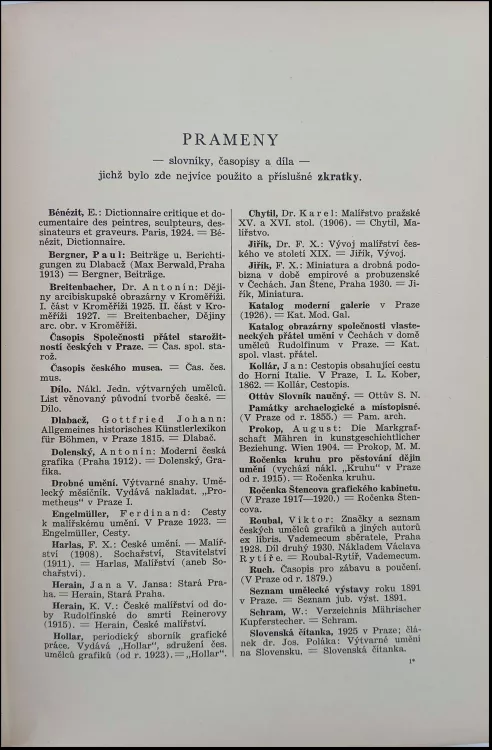 PRAMENY
— slovníky, časopisy a díla —
jichž bylo zde nejvíce použito a příslušné zkratky.
Bénézit, E.: Dictionnaire critique et do-
cumentaire des peintres, sculpteurs, des-
sinateurs et graveurs. Paris, 1924. = Bé-
nézit, Dictionnaire.
Bergner, Paul: Beiträge u. Berichti-
gungen zu Dlabacž (Max Berwald, Praha
1913) = Bergner, Beiträge.
Breitenbacher, Dr. Antonín: Ději-
ny arcibiskupské obrazárny v Kroměříži.
I. část v Kroměříži 1925. II. část v Kro-
měříži 1927. = Breitenbacher, Dějiny
arc. obr. v Kroměříži.
Časopis Společnosti přátel starožit-
ností českých v Praze. = Čas. spol. sta-
rož.
Časopis českého musea. = Čas. čes.
mus.
Dílo. Nákl. Jedn. výtvarných umělců.
List věnovaný původní tvorbě české. =
Dílo.
Dlabacž, Gottfried Johann:
Allgemeines historisches Künstlerlexikon
für Böhmen, v Praze 1815. = Dlabač.
Dolenský, Antonín: Moderní česká
grafika (Praha 1912). = Dolenský, Gra-
fika.
Drobné umění. Výtvarné snahy. Umě-
lecký měsíčník. Vydává nakladat. „Pro-
metheus“ v Praze I.
Engelmüller, Ferdinand: Cesty
k malířskému umění. V Praze 1923. =
Engelmüller, Cesty.
Harlas, F. X.: České umění. — Malíř-
ství (1908). Sochařství, Stavitelství
(1911). = Harlas, Malířství (aneb So-
chařství).
Herain, Jan a V. Jansa: Stará Pra-
ha. = Herain, Stará Praha.
Herain, K. V.: České malířství od do-
by Rudolfínské do smrti Reinerovy
(1915). = Herain, České malířství.
Hollar, periodický sborník grafické
práce. Vydává „Hollar“, sdružení čes.
umělců grafiků (od r. 1923). = „Hollar“.
Chytil, Dr. Karel: Malířstvo pražské
XV. a XVI. stol. (1906). = Chytil, Ma-
lířstvo.
Jiřík, Dr. F. X.: Vývoj malířství čes-
kého ve století XIX. = Jiřík, Vývoj.
Jiřík, F. X.: Miniatura a drobná podo-
bizna v době empirové a probuzenské
v Čechách. Jan Štenc, Praha 1930. = Ji-
řík, Miniatura.
Katalog moderní galerie v Praze
(1926). = Kat. Mod. Gal.
Katalog obrazárny společnosti vlaste-
neckých přátel umění v Čechách v domě
umělců Rudolfinum v Praze. = Kat.
spol. vlast. přátel.
Kollár, Jan: Cestopis obsahující cestu
do Horní Italie. V Praze, I. L. Kober,
1862. = Kollár, Cestopis.
Ottův Slovník naučný. = Ottův S. N.
Památky archaelogické a místopisné.
(V Praze od r. 1855.) = Pam. arch.
Prokop, August: Die Markgraf-
schaft Mähren in kunstgeschichtlicher
Beziehung. Wien 1904. = Prokop, M. M.
Ročenka kruhu pro pěstování dějin
umění (vychází nákl. „Kruhu“ v Praze
od r. 1915). = Ročenka kruhu.
Ročenka Štencova grafického kabinetu.
(V Praze 1917—1920.) = Ročenka Šten-
cova.
Roubal, Viktor: Značky a seznam
českých umělců grafiků a jiných autorů
ex libris. Vademecum sběratele, Praha
1928. Díl druhý 1930. Nákladem Václava
Rytíře. = Roubal-Rytíř, Vademecum.
Ruch. Časopis pro zábavu a poučení.
(V Praze od r. 1879.)
Seznam umělecké výstavy roku 1891
v Praze. = Seznam jub. výst. 1891.
Schram, W.: Verzeichnis Mährischer
Kupferstecher. = Schram.
Slovenská čítanka, 1925 v Praze; člá-
nek dr. Jos. Poláka: Výtvarné umění
na Slovensku. = Slovenská čítanka.
1*